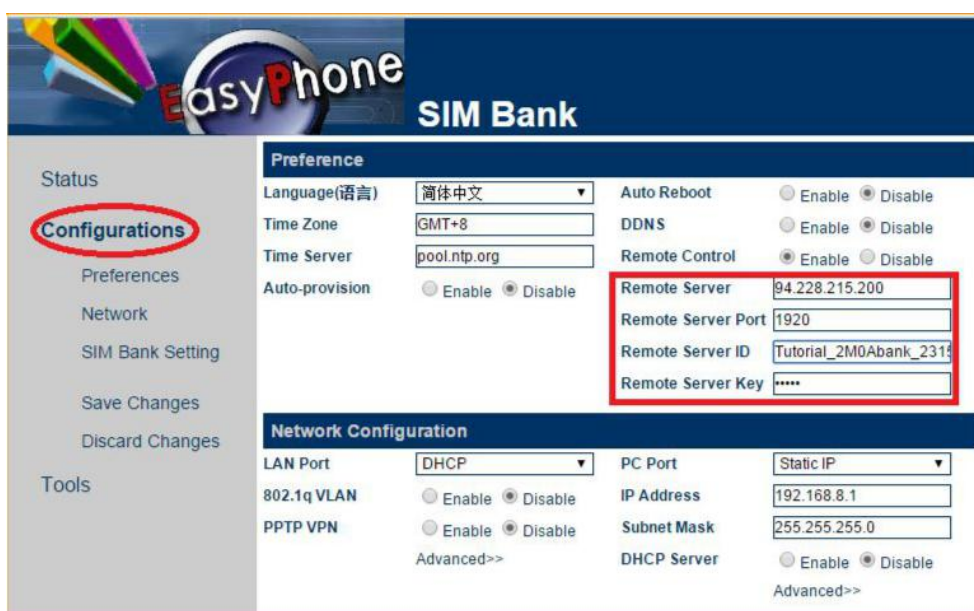 EasyPhone
SIM Bank
Status
Configurations
Preferences
Network
SIM Bank Setting
Save Changes
Discard Changes
Tools
Preference
Language(语言) 简体中文 Auto Reboot Enable Disable
Time Zone GMT+8 DDNS Enable Disable
Time Server pool.ntp.org Remote Control Enable Disable
Auto-provision Enable Disable Remote Server 94.228.215.200
Remote Server Port 1920
Remote Server ID Tutorial_2M0Abank_2315
Remote Server Key •••••
Network Configuration
LAN Port DHCP PC Port Static IP
802.1q VLAN Enable Disable IP Address 192.168.8.1
PPTP VPN Enable Disable Subnet Mask 255.255.255.0
Advanced>> DHCP Server Enable Disable
Advanced>>